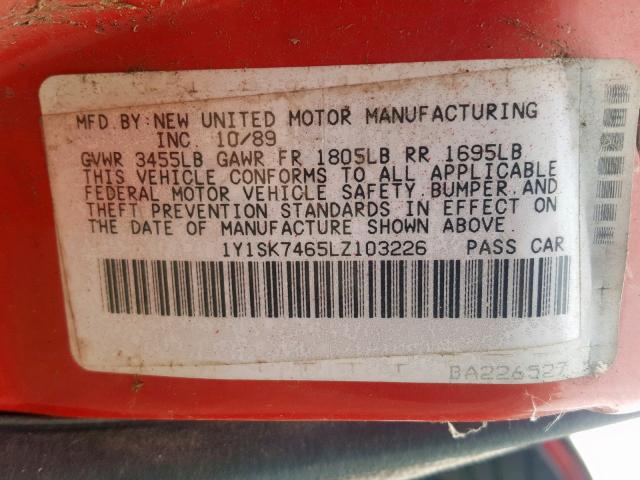 MFD.BY:NEW UNITED MOTOR MANUFACTURING
INC. 10/89
GVWR 3455LB GAWR FR 1805LB RR 1695LB
THIS VEHICLE CONFORMS TO ALL APPLICABLE
FEDERAL MOTOR VEHICLE SAFETY, BUMPER, AND
THEFT PREVENTION STANDARDS IN EFFECT ON
THE DATE OF MANUFACTURE SHOWN ABOVE.
1Y1SK7465LZ103226 PASS CAR
BA226527